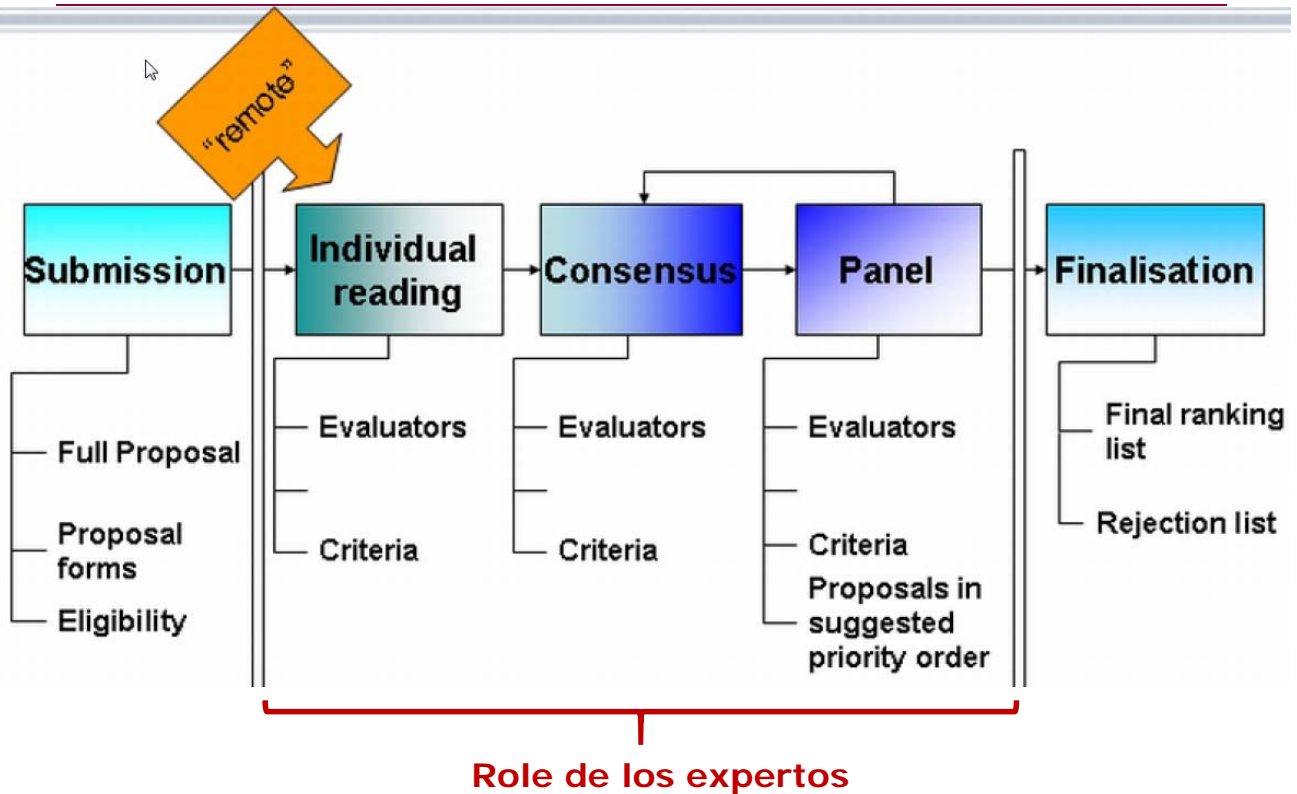 “remote”
Submission
Individual
reading
Consensus
Panel
Finalisation
Full Proposal
Proposal
forms
Eligibility
Evaluators
Criteria
Evaluators
Criteria
Evaluators
Criteria
Proposals in
suggested
priority order
Final ranking
list
Rejection list
Role de los expertos